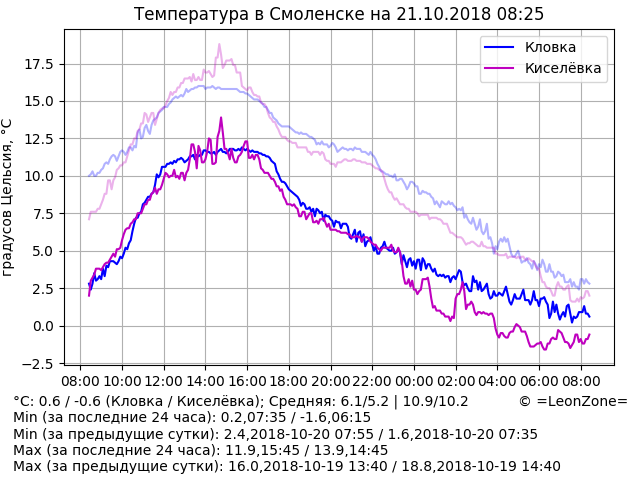 Температура в Смоленске на 21.10.2018 08:25
градусов Цельсия, °C
17.5
15.0
12.5
10.0
7.5
5.0
2.5
0.0
−2.5
Кловка
Киселёвка
08:00 10:00 12:00 14:00 16:00 18:00 20:00 22:00 00:00 02:00 04:00 06:00 08:00
°C: 0.6 / -0.6 (Кловка / Киселёвка); Средняя: 6.1/5.2 | 10.9/10.2 © =LeonZone=
Min (за последние 24 часа): 0.2,07:35 / -1.6,06:15
Min (за предыдущие сутки): 2.4,2018-10-20 07:55 / 1.6,2018-10-20 07:35
Max (за последние 24 часа): 11.9,15:45 / 13.9,14:45
Max (за предыдущие сутки): 16.0,2018-10-19 13:40 / 18.8,2018-10-19 14:40